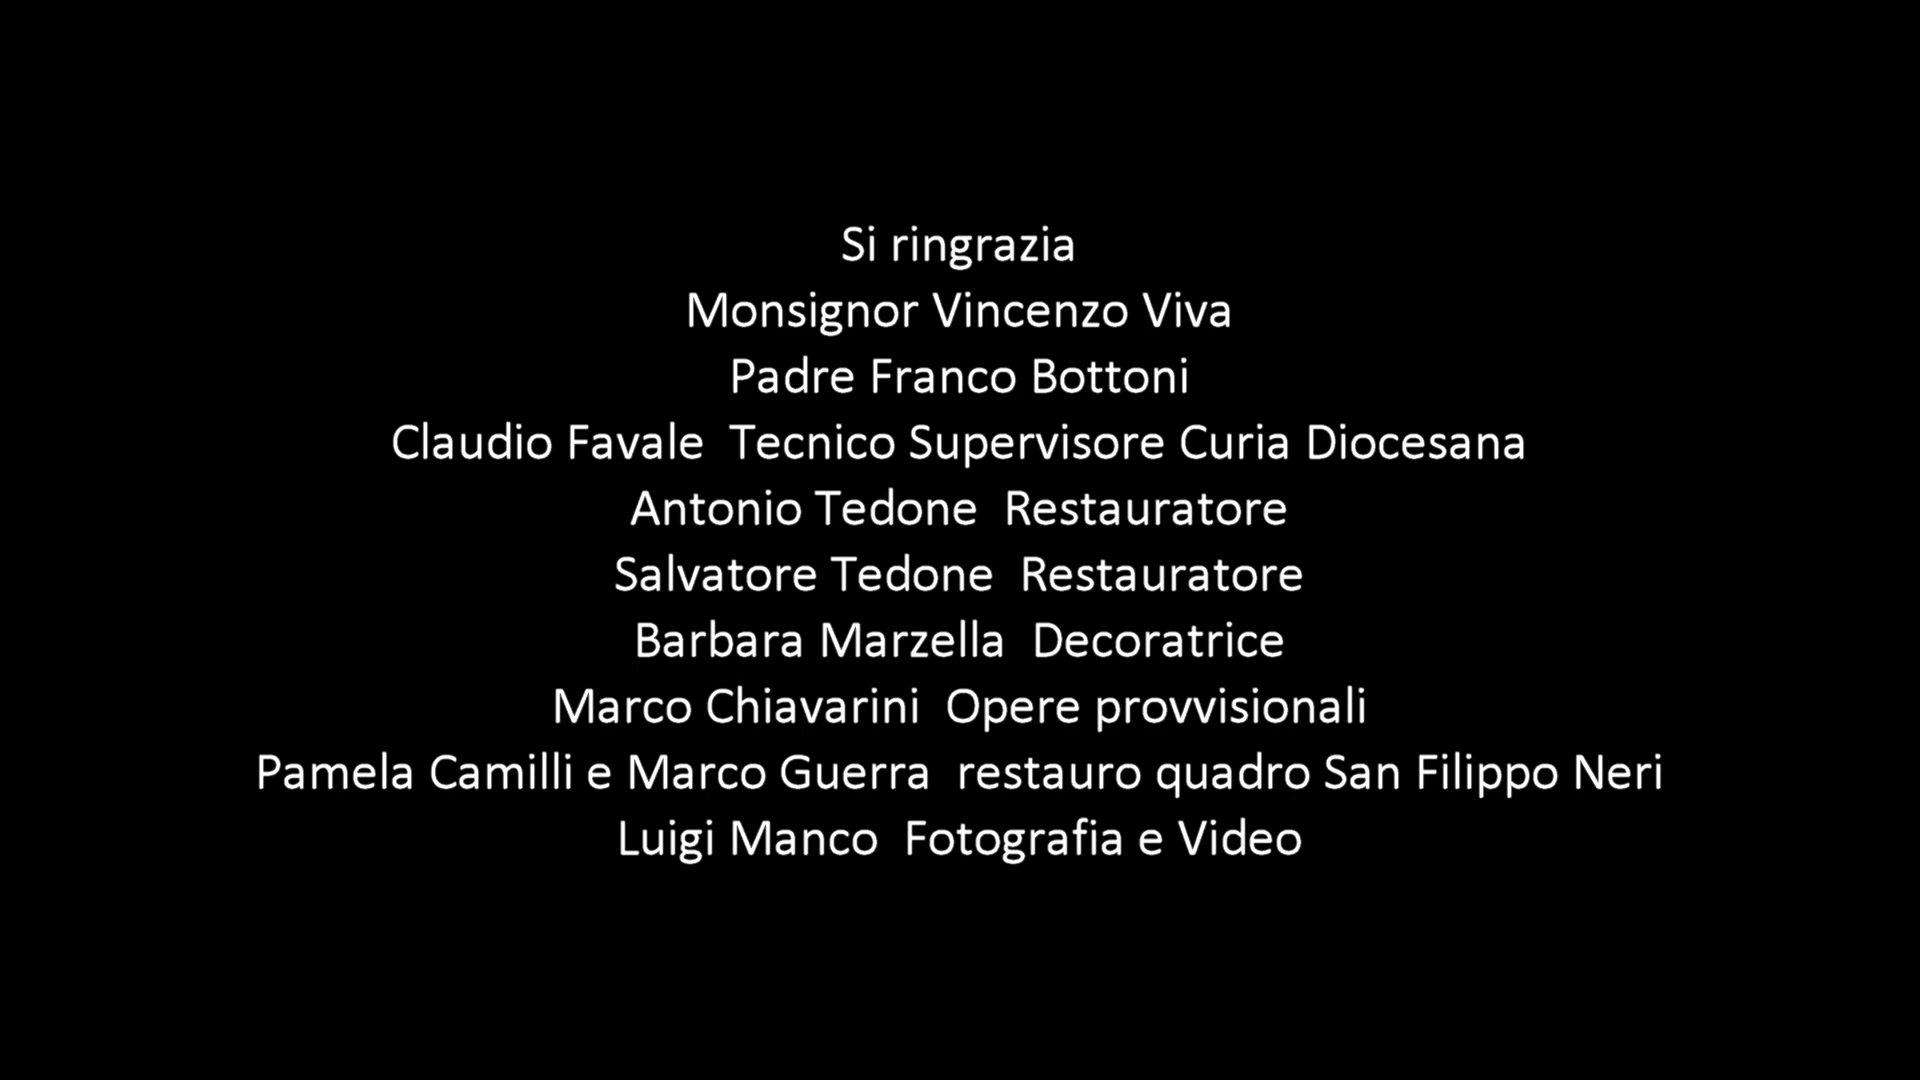 Si ringrazia
Monsignor Vincenzo Viva
Padre Franco Bottoni
Claudio Favale  Tecnico Supervisore Curia Diocesana
Antonio Tedone  Restauratore
Salvatore Tedone  Restauratore
Barbara Marzella  Decoratrice
Marco Chiavarini  Opere provvisionali
Pamela Camilli e Marco Guerra  restauro quadro San Filippo Neri
Luigi Manco  Fotografia e Video